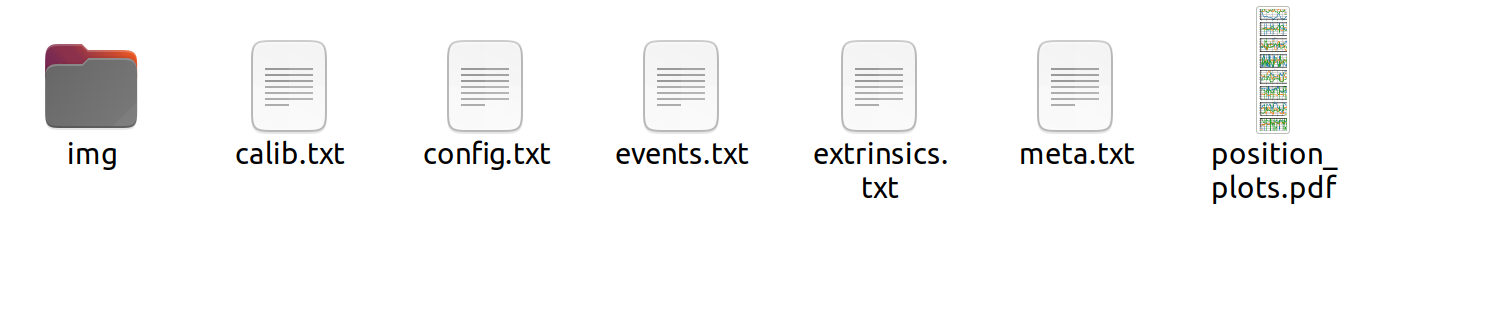 img
calib.txt
config.txt
events.txt
extrinsics.
txt
meta.txt
position_
plots.pdf